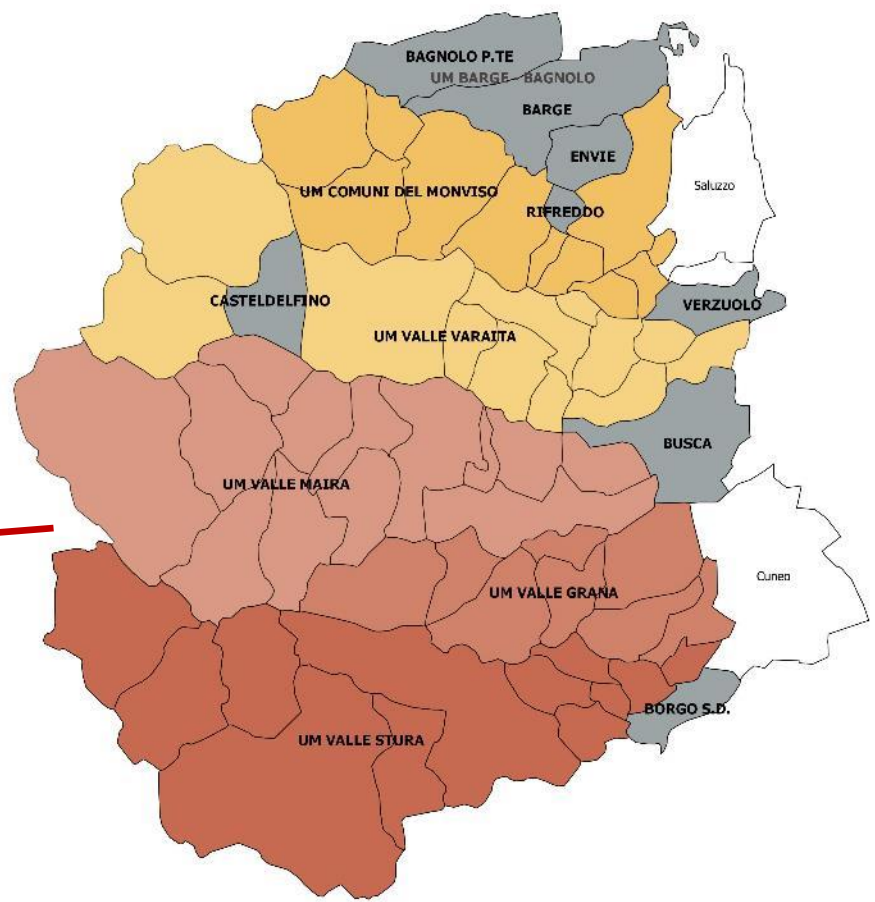 BAGNOLO P.TE
UM BARGE - BAGNOLO
BARGE
ENVIE
Saluzzo
UM COMUNI DEL MONVISO
RIFREDDO
CASTELDELFINO
VERZUOLO
UM VALLE VARAITA
BUSCA
UM VALLE MAIRA
Cuneo
UM VALLE GRANA
BORGO S.D.
UM VALLE STURA